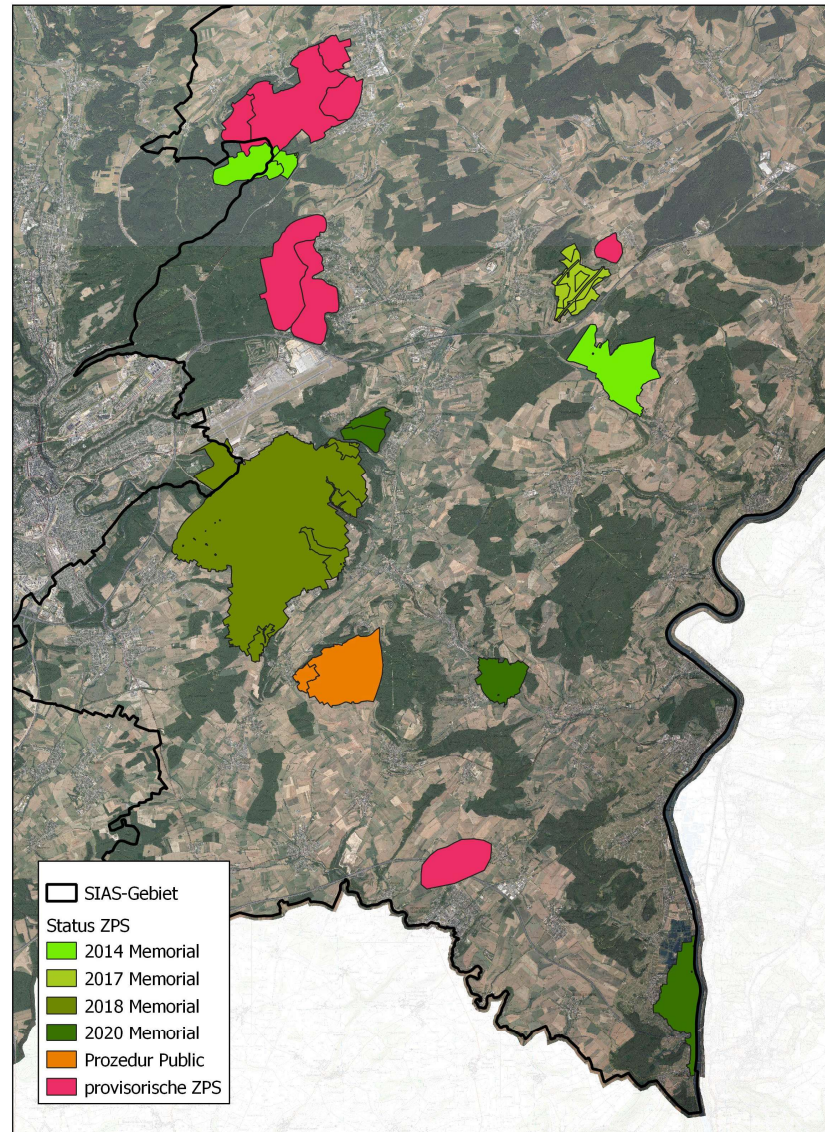 SIAS-Gebiet
Status ZPS
2014 Memorial
2017 Memorial
2018 Memorial
2020 Memorial
Prozedur Public
provisorische ZPS